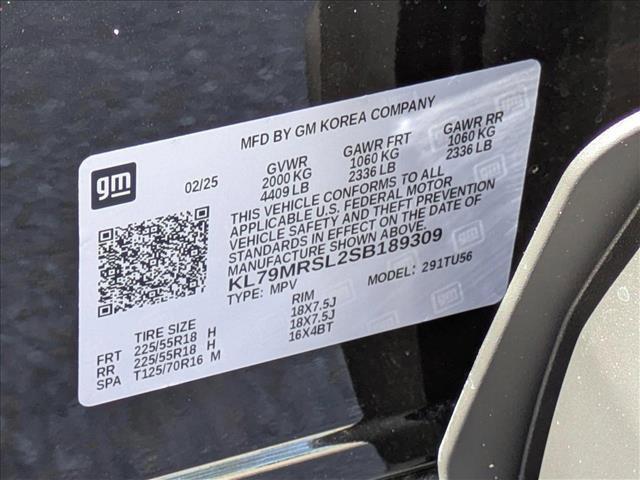 MFD BY GM KOREA COMPANY
gm
02/25
GVWR GAWR FRT GAWR RR
2000 KG 1060 KG 1060 KG
4409 LB 2336 LB 2336 LB
THIS VEHICLE CONFORMS TO ALL
APPLICABLE U.S. FEDERAL MOTOR
VEHICLE SAFETY AND THEFT PREVENTION
STANDARDS IN EFFECT ON THE DATE OF
MANUFACTURE SHOWN ABOVE.
KL79MRSL2SB189309
TYPE: MPV MODEL: 291TU56
TIRE SIZE RIM
FRT 225/55R18 H 18X7.5J
RR 225/55R18 H 18X7.5J
SPA T125/70R16 M 16X4BT